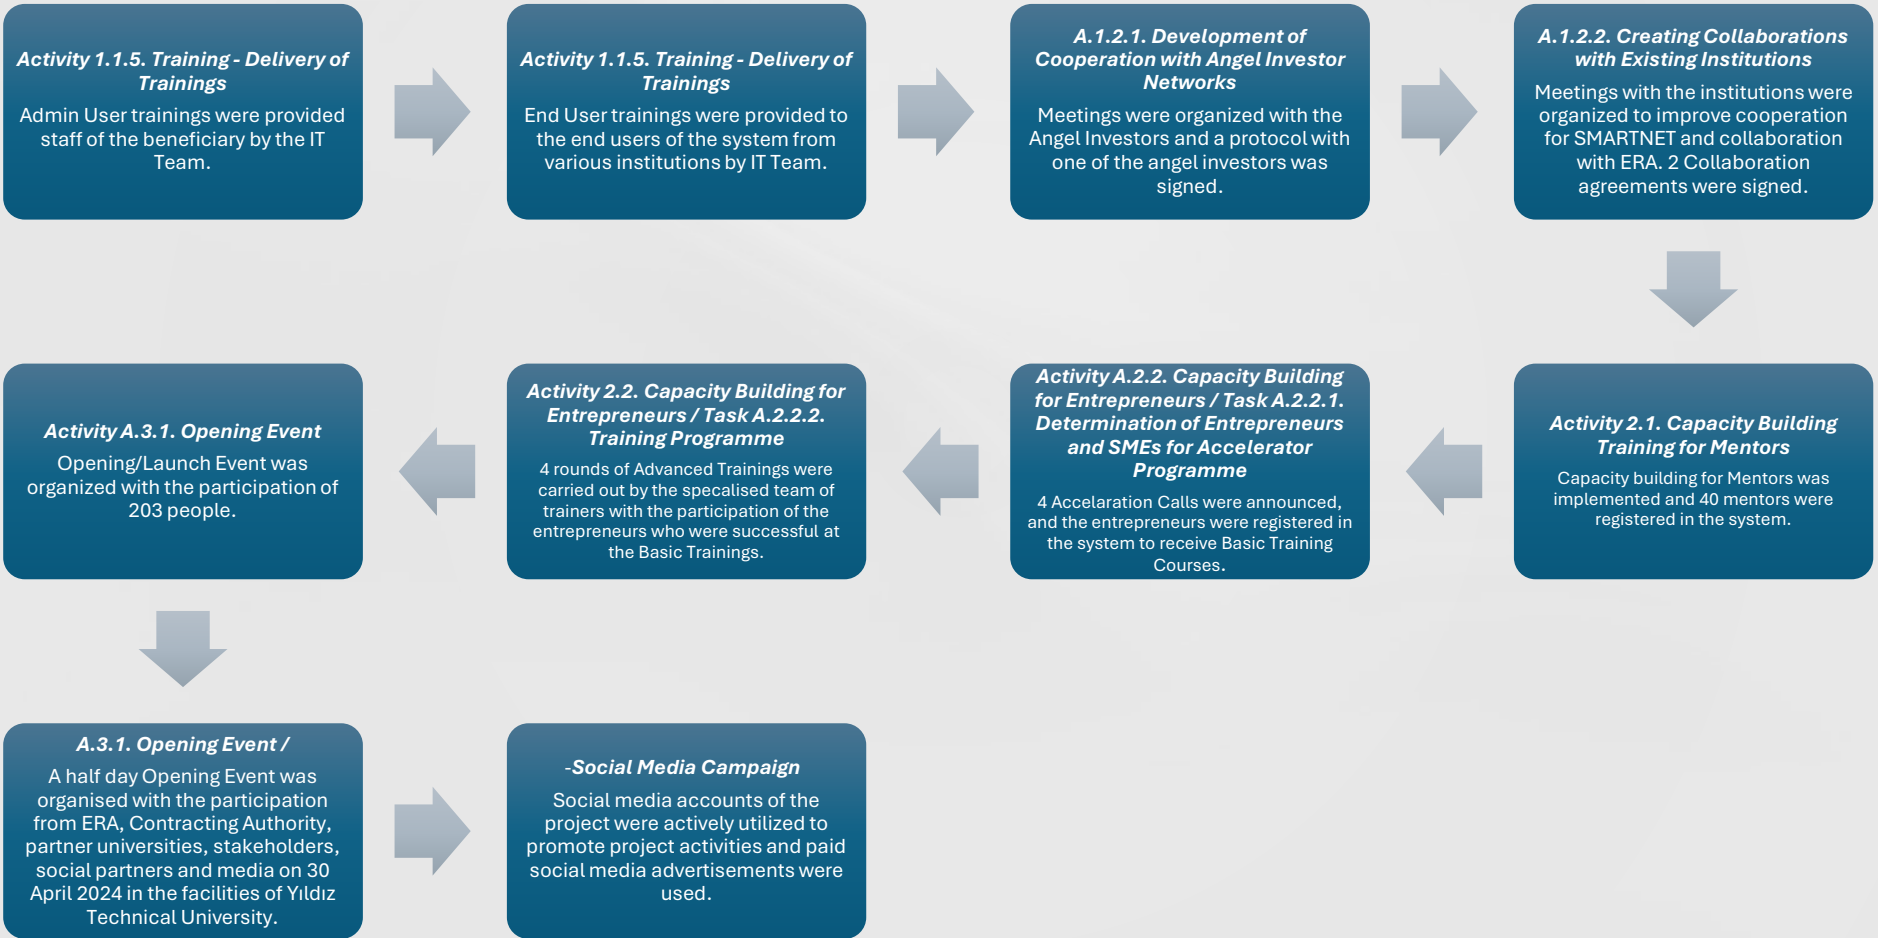 Activity 1.1.5. Training - Delivery of
Trainings
Admin User trainings were provided
staff of the beneficiary by the IT
Team.
Activity 1.1.5. Training - Delivery of
Trainings
End User trainings were provided to
the end users of the system from
various institutions by IT Team.
A.1.2.1. Development of
Cooperation with Angel Investor
Networks
Meetings were organized with the
Angel Investors and a protocol with
one of the angel investors was
signed.
A.1.2.2. Creating Collaborations
with Existing Institutions
Meetings with the institutions were
organized to improve cooperation
for SMARTNET and collaboration
with ERA. 2 Collaboration
agreements were signed.
Activity 2.1. Capacity Building
Training for Mentors
Capacity building for Mentors was
implemented and 40 mentors were
registered in the system.
Activity A.2.2. Capacity Building
for Entrepreneurs / Task A.2.2.1.
Determination of Entrepreneurs
and SMEs for Accelerator
Programme
4 Accelaration Calls were announced,
and the entrepreneurs were registered in
the system to receive Basic Training
Courses.
Activity 2.2. Capacity Building for
Entrepreneurs / Task A.2.2.2.
Training Programme
4 rounds of Advanced Trainings were
carried out by the specalised team of
trainers with the participation of the
entrepreneurs who were successful at
the Basic Trainings.
Activity A.3.1. Opening Event
Opening/Launch Event was
organized with the participation of
203 people.
A.3.1. Opening Event /
A half day Opening Event was
organised with the participation
from ERA, Contracting Authority,
partner universities, stakeholders,
social partners and media on 30
April 2024 in the facilities of Yıldız
Technical University.
-Social Media Campaign
Social media accounts of the
project were actively utilized to
promote project activities and paid
social media advertisements were
used.